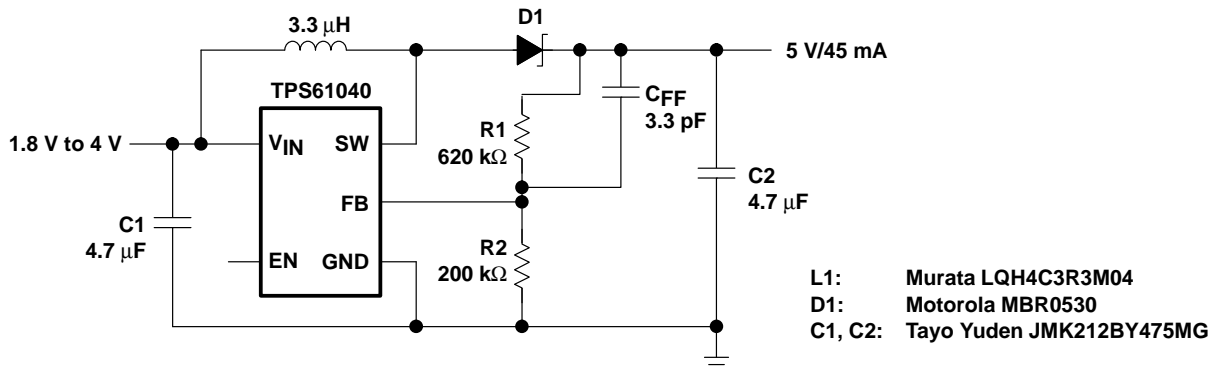 D1
3.3 μH
5 V/45 mA
TPS61040
CFF
3.3 pF
1.8 V to 4 V
VIN
SW
R1
620 kΩ
C2
4.7 μF
FB
C1
4.7 μF
R2
200 kΩ
EN
GND
L1: Murata LQH4C3R3M04
D1: Motorola MBR0530
C1, C2: Tayo Yuden JMK212BY475MG